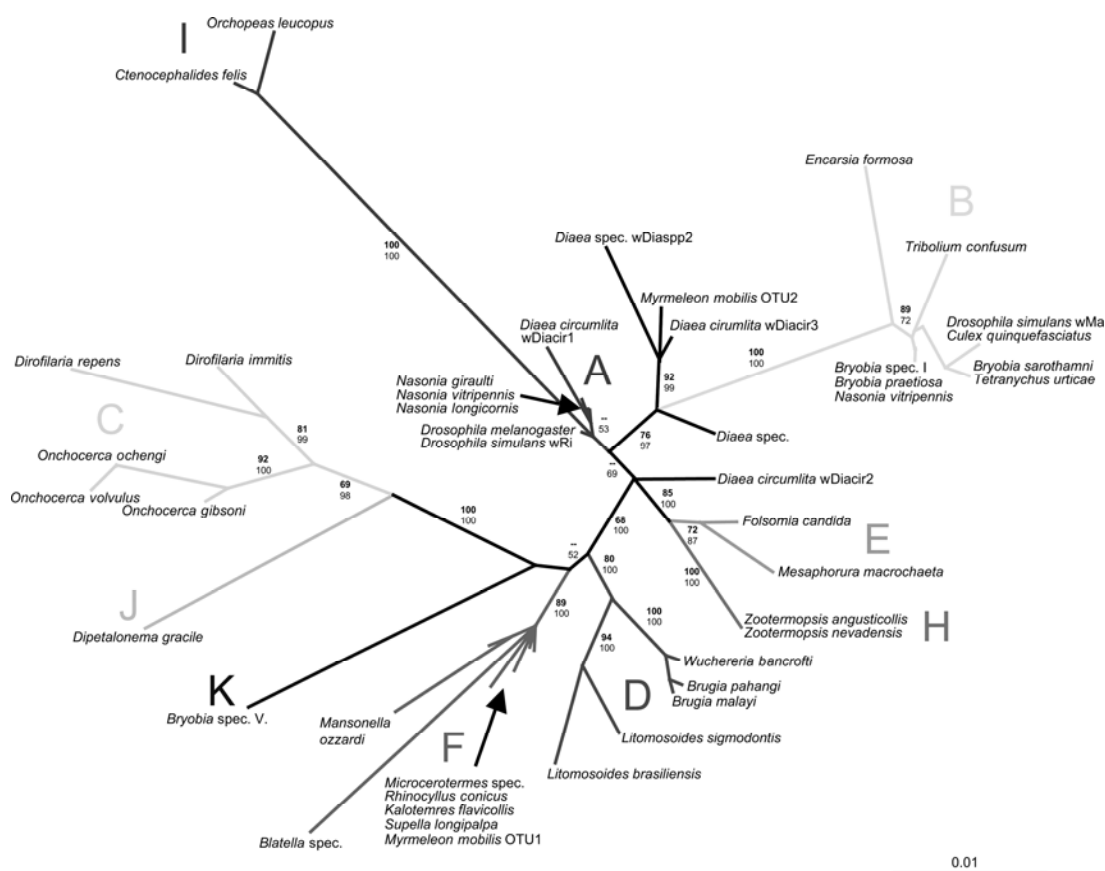 I
Orchopeas leucopus
Ctenocephalides felis
100
100
Encarsia formosa
B
Tribolium confusum
Drosophila simulans wMa
Culex quinquefasciatus
Bryobia sarothamni
Tetranychus urticae
Bryobia spec. I
Bryobia praetiosa
Nasonia vitripennis
89
72
100
100
Diaea spec. wDiaspp2
Myrmeleon mobilis OTU2
Diaea cirumlita wDiacir3
92
99
Diaea spec.
76
97
Diaea circumlita
wDiacir1
A
Nasonia giraulti
Nasonia vitripennis
Nasonia longicornis
Drosophila melanogaster
Drosophila simulans wRi
--
53
--
69
Diaea circumlita wDiacir2
85
100
Folsomia candida
72
87
E
Mesaphorura macrochaeta
100
100
Zootermopsis angusticollis
Zootermopsis nevadensis
H
68
100
Dirofilaria repens
Dirofilaria immitis
C
81
99
Onchocerca ochengi
92
100
Onchocerca volvulus
Onchocerca gibsoni
69
98
100
100
J
Dipetalonema gracile
--
52
80
100
89
100
100
100
94
100
Wuchereria bancrofti
Brugia pahangi
Brugia malayi
D
Litomosoides sigmodontis
Litomosoides brasiliensis
K
Bryobia spec. V.
Mansonella
ozzardi
F
Microcerotermes spec.
Rhinocyllus conicus
Kalotemres flavicollis
Supella longipalpa
Myrmeleon mobilis OTU1
Blatella spec.
0.01